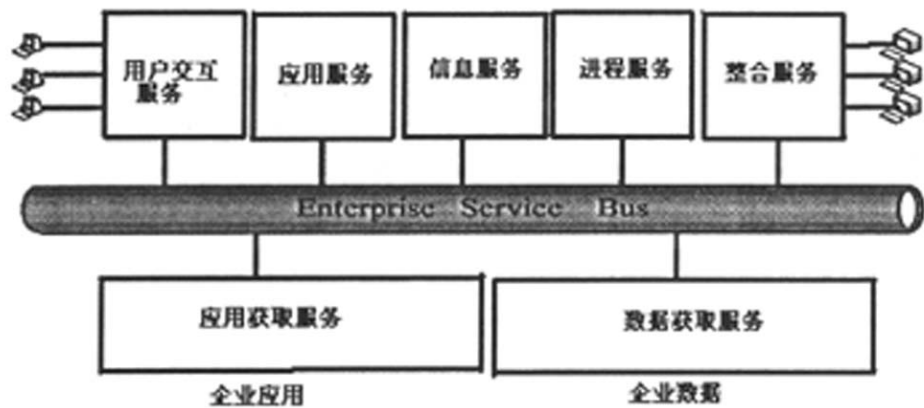 用户交互
服务
应用服务
信息服务
进程服务
整合服务
Enterprise Service Bus
应用获取服务
数据获取服务
企业应用
企业数据